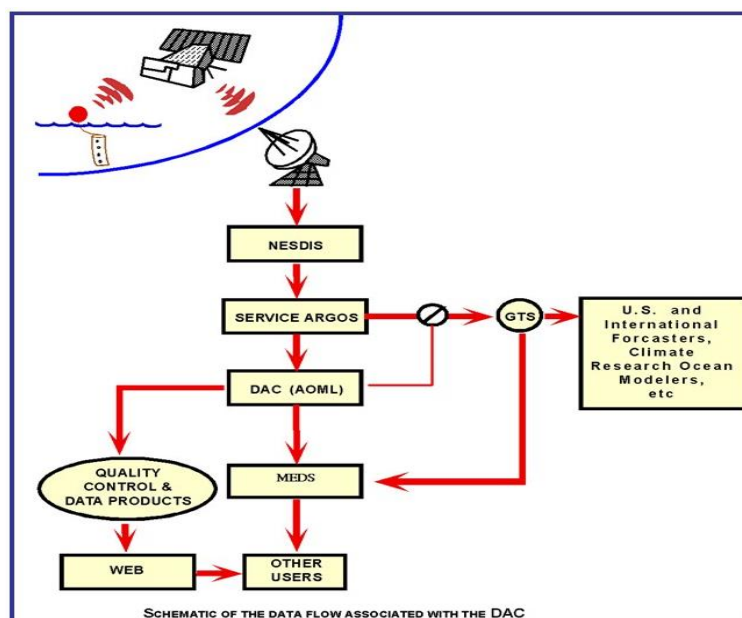 NESDIS
SERVICE ARGOS
GTS
U.S. and
International
Forcasters,
Climate
Research Ocean
Modelers,
etc
DAC (AOML)
QUALITY
CONTROL &
DATA PRODUCTS
MEDS
WEB
OTHER
USERS
SCHEMATIC OF THE DATA FLOW ASSOCIATED WITH THE DAC